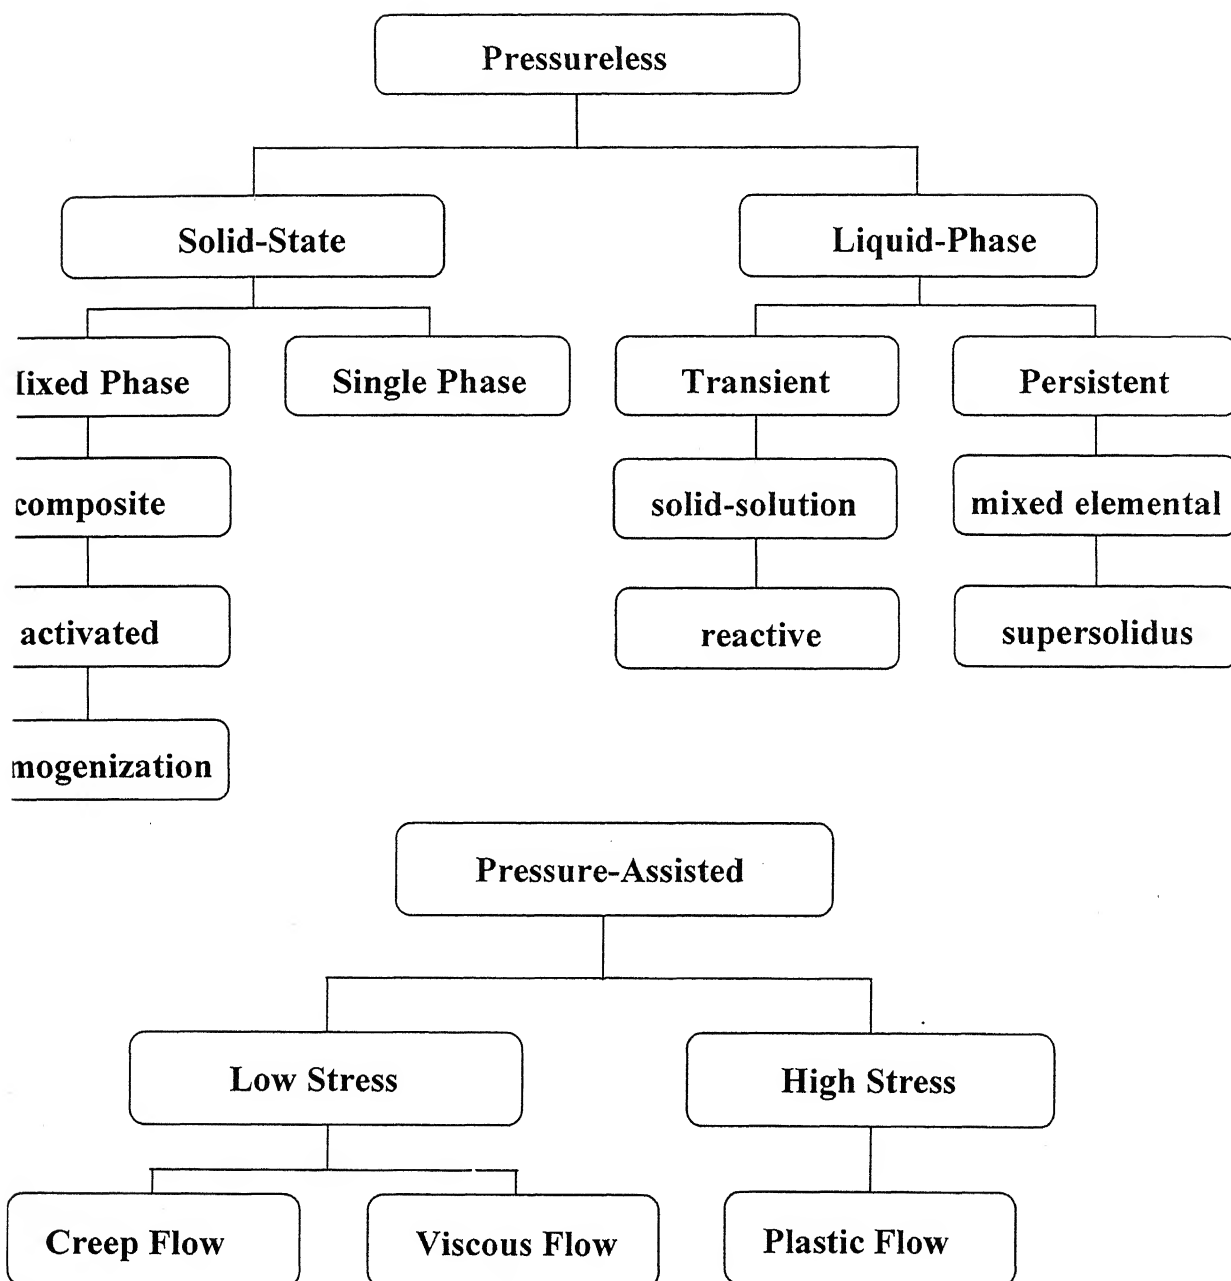 Pressureless
Solid-State
Liquid-Phase
Mixed Phase
Single Phase
Transient
Persistent
composite
solid-solution
mixed elemental
activated
reactive
supersolidus
mogenization
Pressure-Assisted
Low Stress
High Stress
Creep Flow
Viscous Flow
Plastic Flow